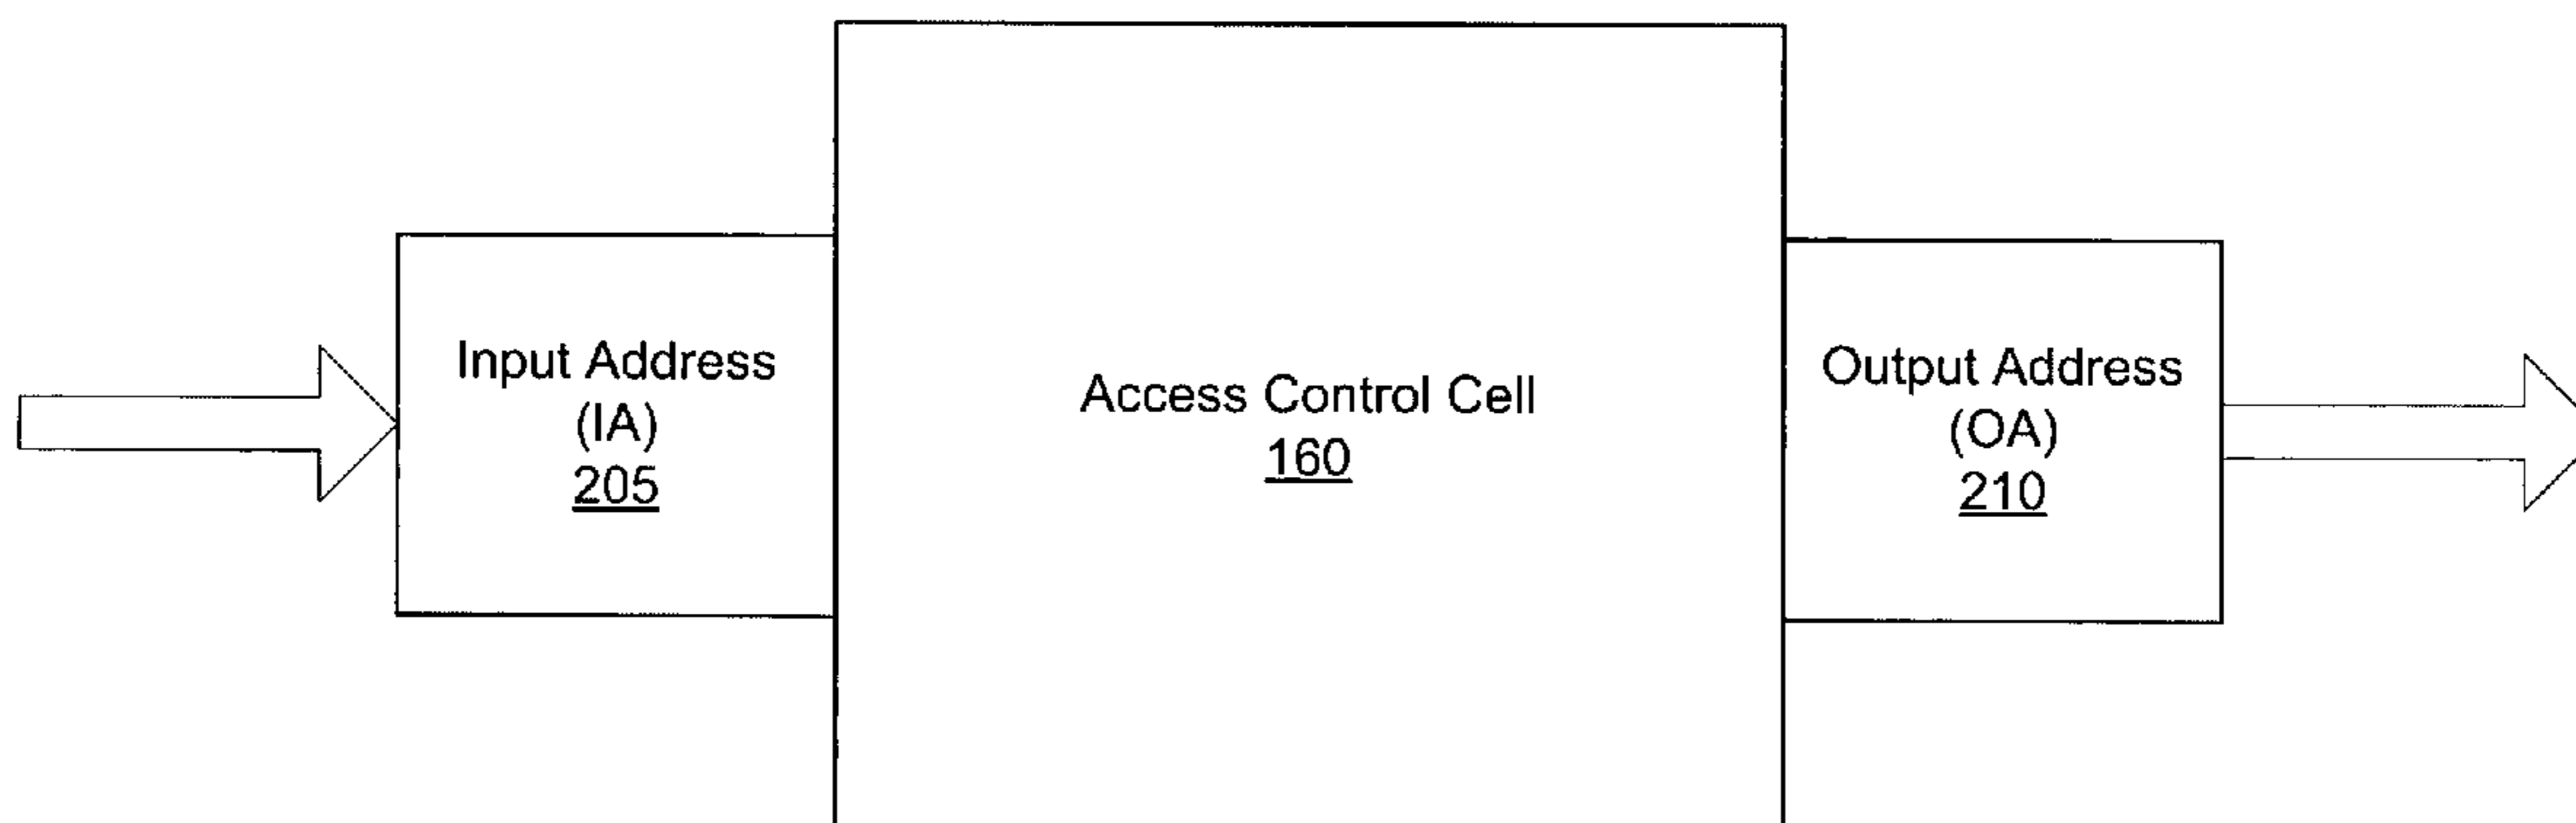 Input Address
(IA)
205
Access Control Cell
160
Output Address
(OA)
210